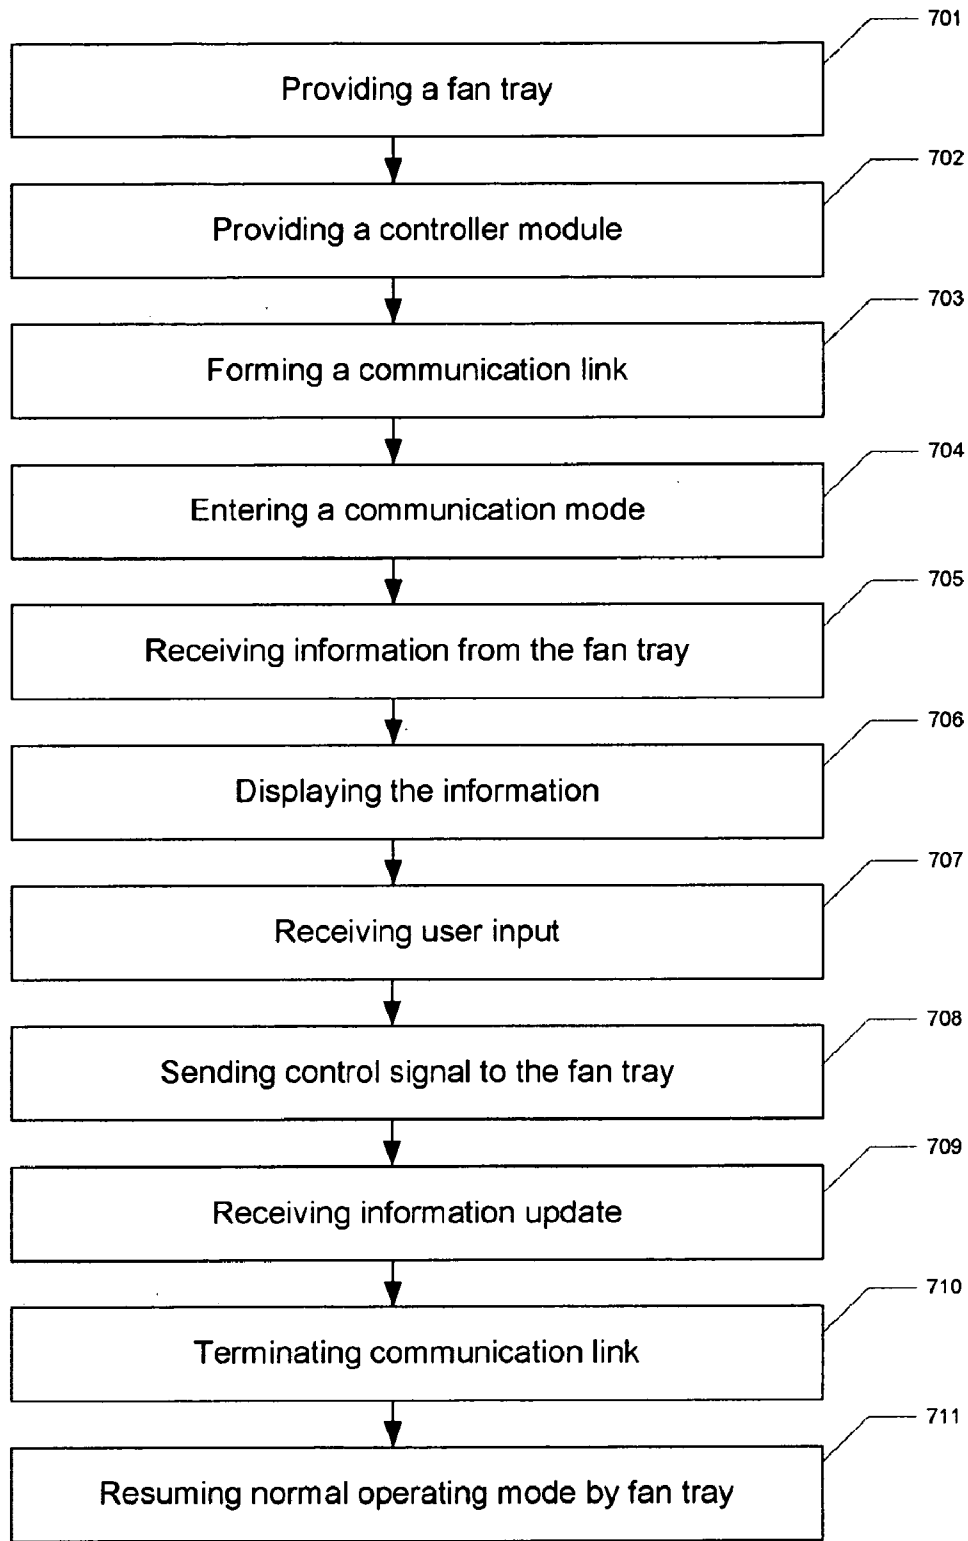 701
Providing a fan tray
702
Providing a controller module
703
Forming a communication link
704
Entering a communication mode
705
Receiving information from the fan tray
706
Displaying the information
707
Receiving user input
708
Sending control signal to the fan tray
709
Receiving information update
710
Terminating communication link
711
Resuming normal operating mode by fan tray